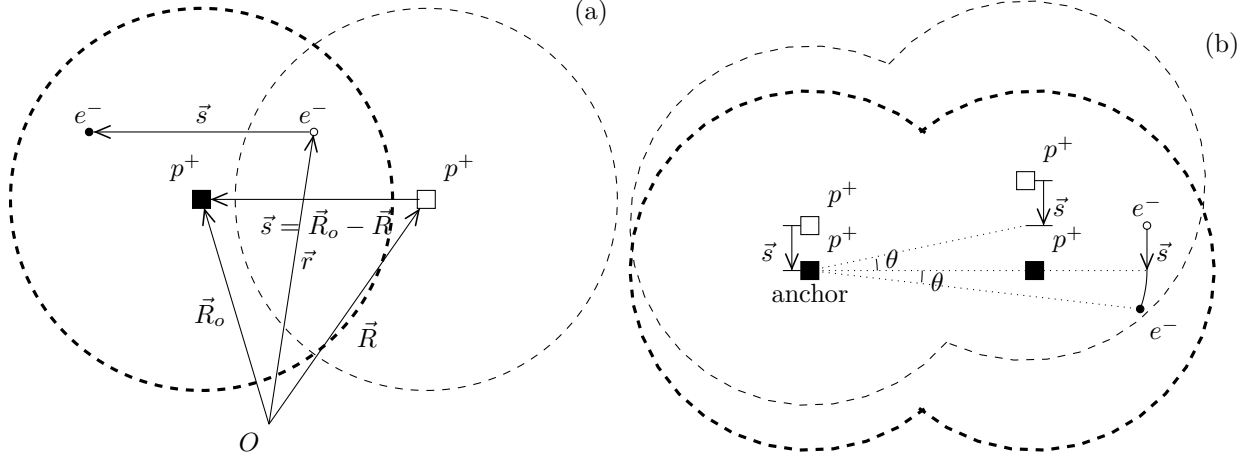 (a)
e⁻
s⃗
e⁻
p⁺
p⁺
s⃗ = R⃗ₒ − R⃗
r⃗
R⃗ₒ
R⃗
O
(b)
p⁺
p⁺
s⃗
e⁻
s⃗
p⁺
p⁺
s⃗
θ
θ
anchor
e⁻